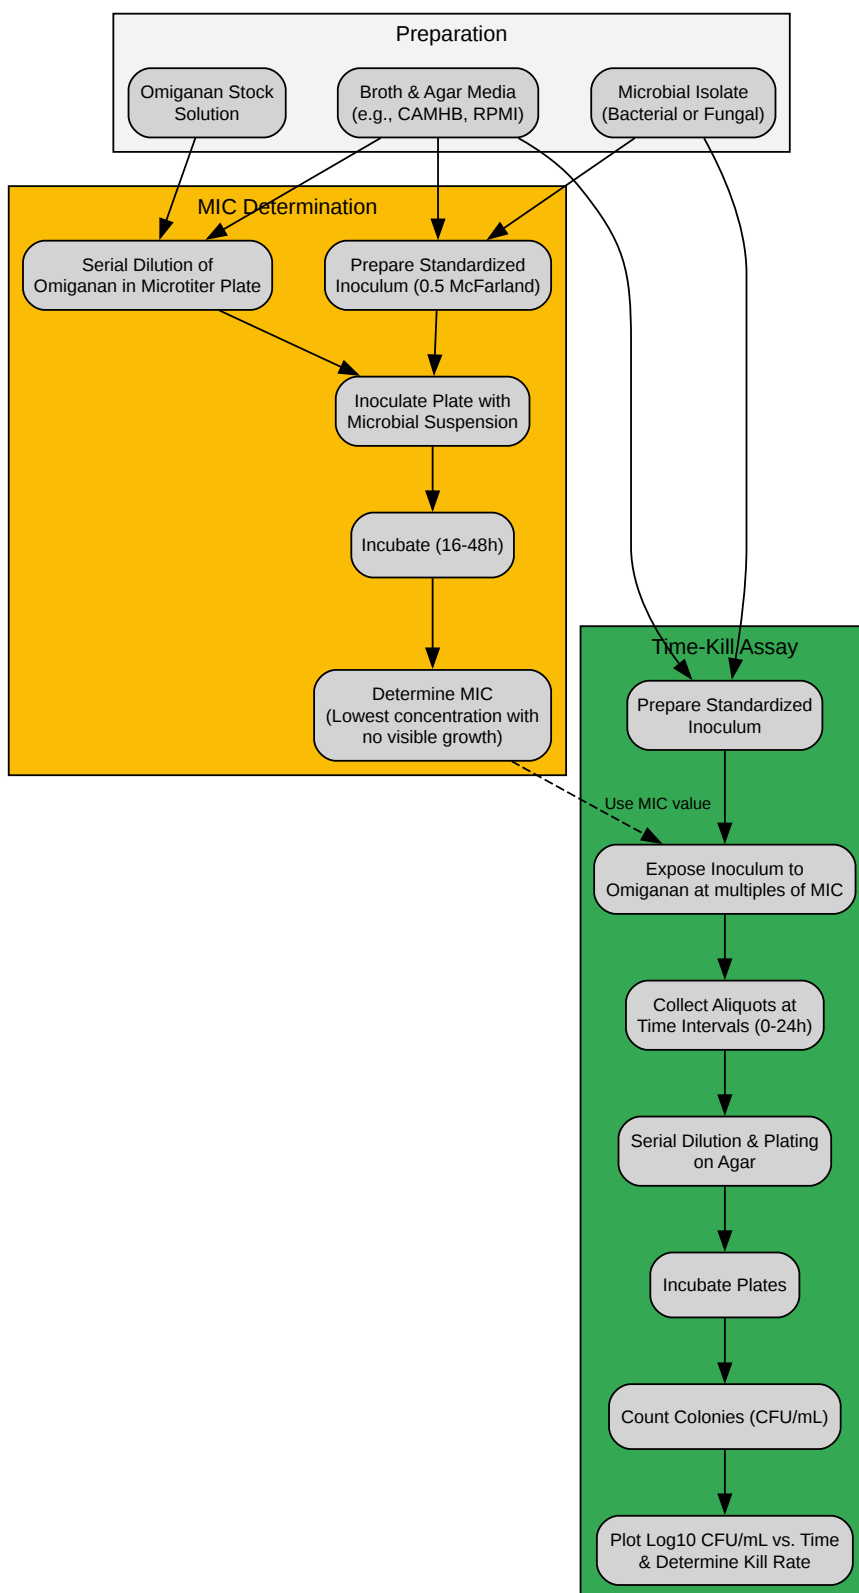 Preparation
Omiganan Stock
Solution
Broth & Agar Media
(e.g., CAMHB, RPMI)
Microbial Isolate
(Bacterial or Fungal)
MIC Determination
Serial Dilution of
Omiganan in Microtiter Plate
Prepare Standardized
Inoculum (0.5 McFarland)
Inoculate Plate with
Microbial Suspension
Incubate (16-48h)
Determine MIC
(Lowest concentration with
no visible growth)
Time-Kill Assay
Prepare Standardized
Inoculum
Use MIC value
Expose Inoculum to
Omiganan at multiples of MIC
Collect Aliquots at
Time Intervals (0-24h)
Serial Dilution & Plating
on Agar
Incubate Plates
Count Colonies (CFU/mL)
Plot Log10 CFU/mL vs. Time
& Determine Kill Rate